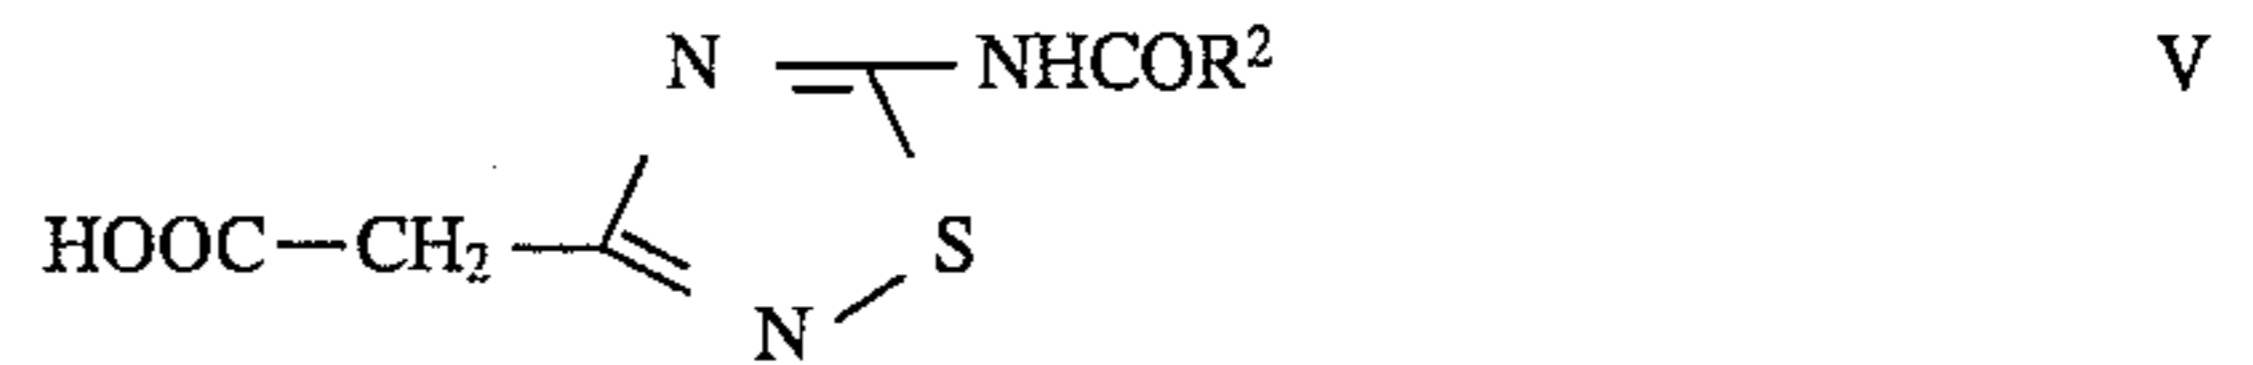 N NHCOR² V
HOOC—CH₂ S
N